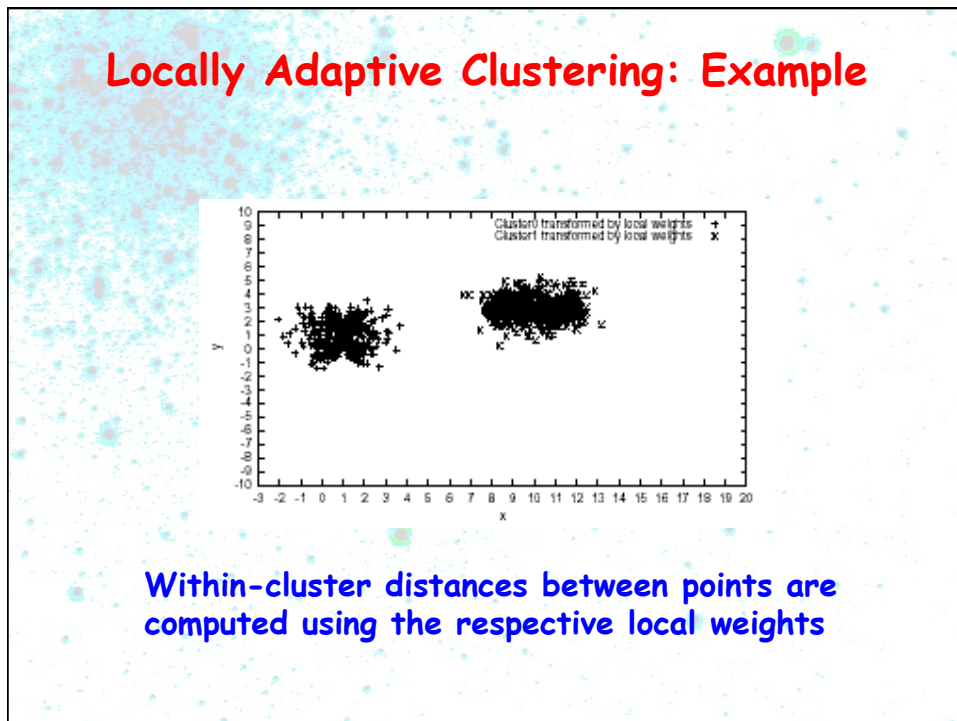 Locally Adaptive Clustering: Example
Cluster0 transformed by local weights +
Cluster1 transformed by local weights x
10
9
8
7
6
5
4
3
2
1
0
-1
-2
-3
-4
-5
-6
-7
-8
-9
-10
y
-3 -2 -1 0 1 2 3 4 5 6 7 8 9 10 11 12 13 14 15 16 17 18 19 20
x
Within-cluster distances between points are
computed using the respective local weights